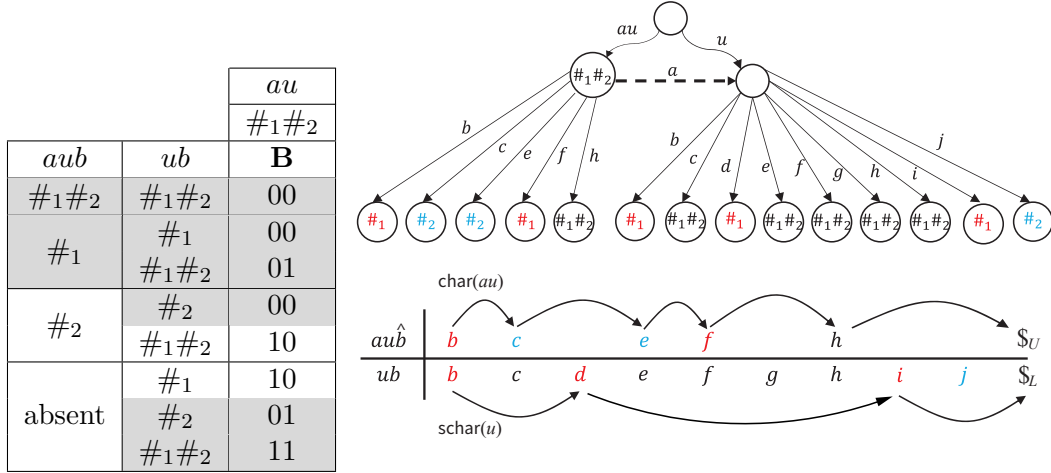 au
#₁#₂
aub ub B
#₁#₂ #₁#₂ 00
#₁ #₁ 00
#₁#₂ 01
#₂ #₂ 00
#₁#₂ 10
absent #₁ 10
#₂ 01
#₁#₂ 11
au u
#₁#₂ a
b c e f h b c d e f g h i j
#₁ #₂ #₂ #₁ #₁#₂ #₁ #₁#₂ #₁ #₁#₂ #₁#₂ #₁#₂ #₁#₂ #₁ #₂
char(au)
aub̂ b c e f h $U
ub b c d e f g h i j $L
schar(u)